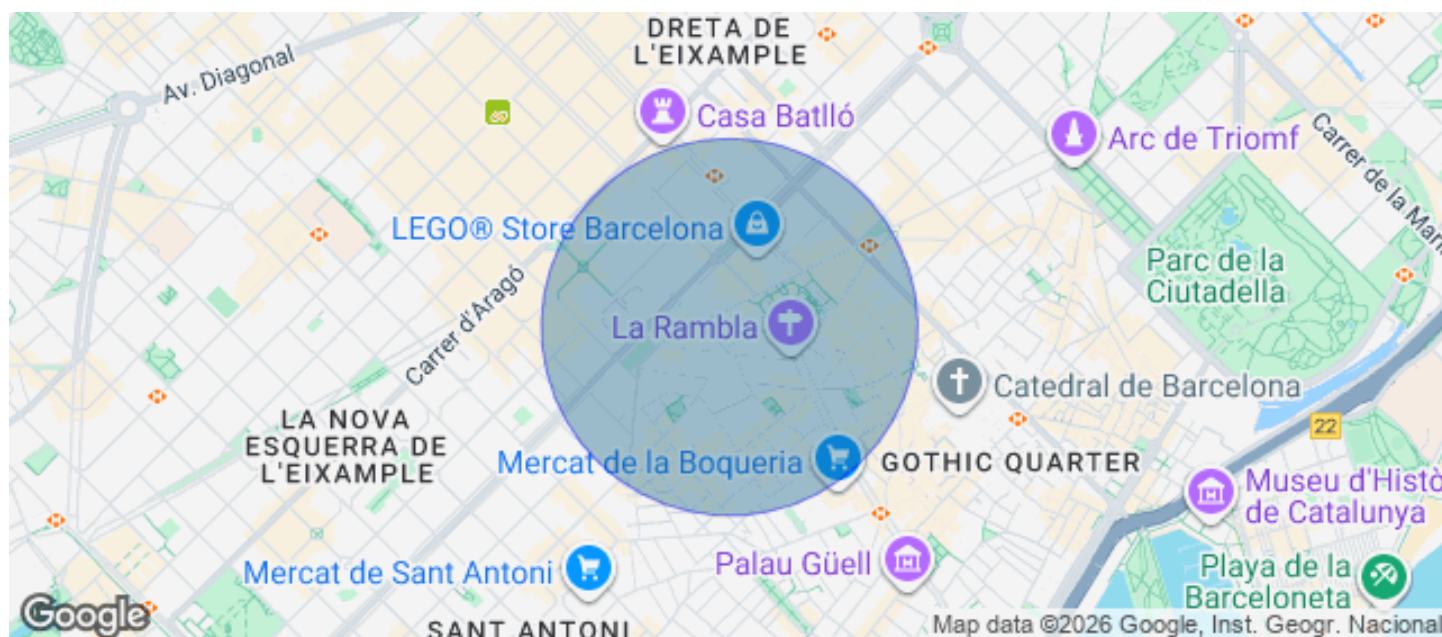 DRETA DE
L'EIXAMPLE
Av. Diagonal
Casa Batlló
Arc de Triomf
Carrer de la Mari
LEGO® Store Barcelona
Parc de la
Ciutadella
Carrer d'Aragó
La Rambla
Catedral de Barcelona
LA NOVA
ESQUERRA DE
L'EIXAMPLE
22
Mercat de la Boqueria
GOTHIC QUARTER
Museu d'Histò
de Catalunya
Palau Güell
Mercat de Sant Antoni
Playa de la
Barceloneta
Google
SANT ANTONI
Map data ©2026 Google, Inst. Geogr. Nacional